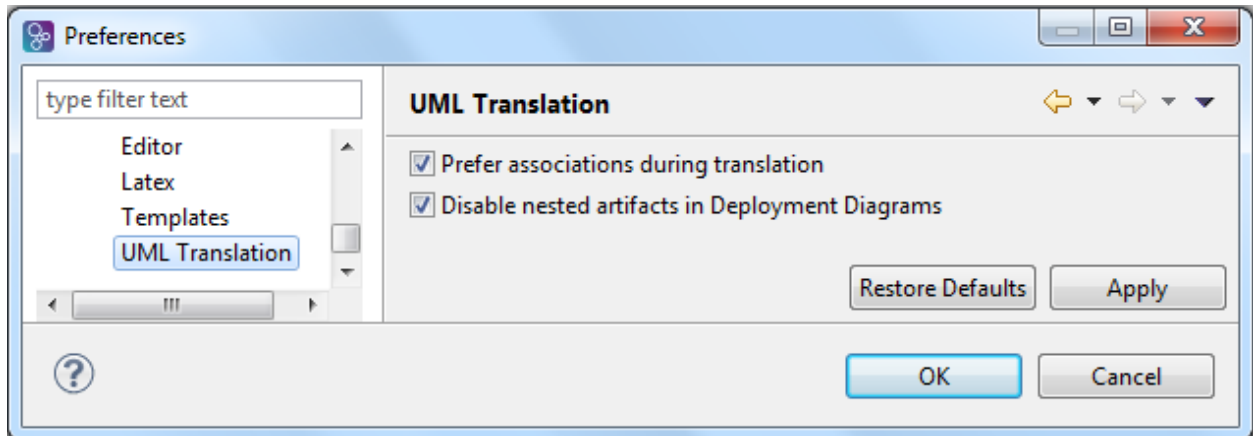 Preferences
type filter text
Editor
Latex
Templates
UML Translation
UML Translation
Prefer associations during translation
Disable nested artifacts in Deployment Diagrams
Restore Defaults Apply
OK Cancel